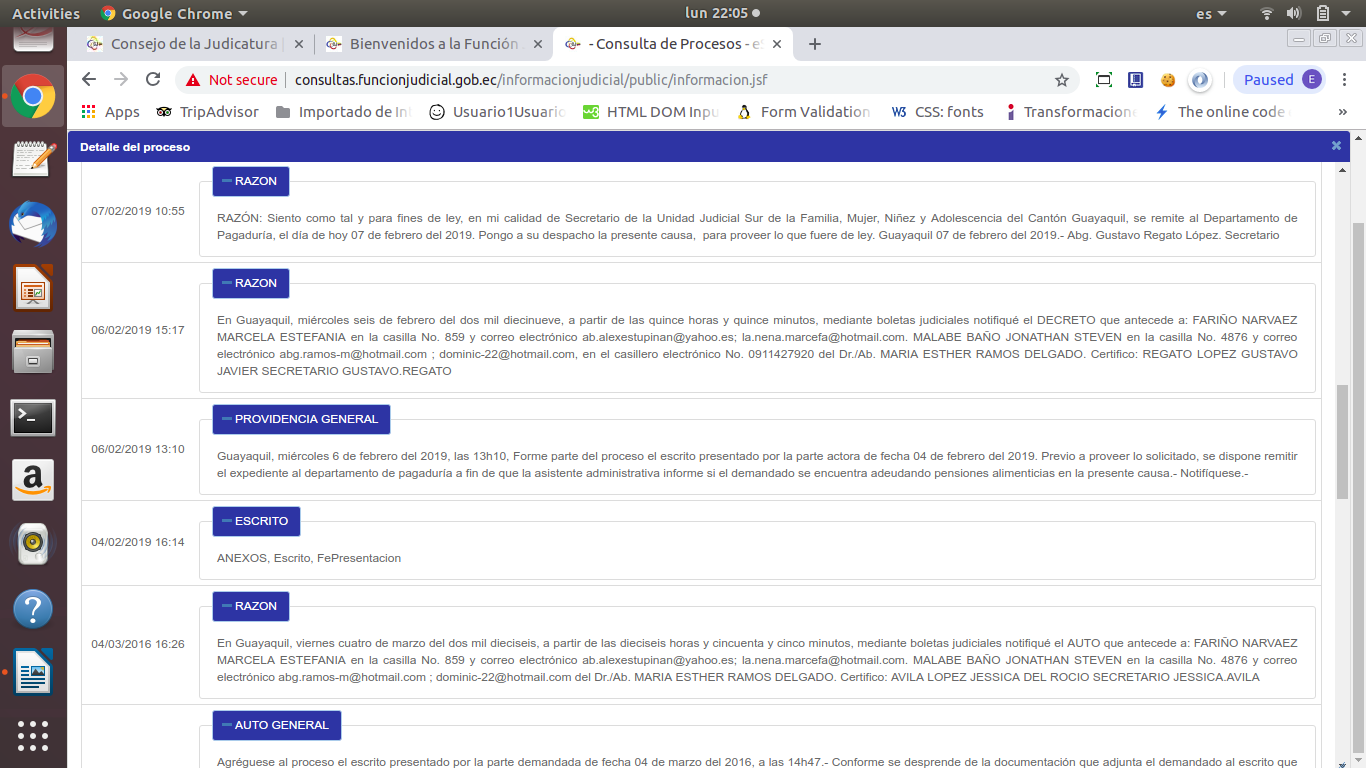 Activities
Google Chrome
lun 22:05
es
Consejo de la Judicatura
Bienvenidos a la Función
- Consulta de Procesos - eS
Not secure
consultas.funcionjudicial.gob.ec/informacionjudicial/public/informacion.jsf
Paused
E
Apps
TripAdvisor
Importado de In
Usuario1Usuario
HTML DOM Inpu
Form Validation
CSS: fonts
Transformacione
The online code
»
Detalle del proceso
07/02/2019 10:55
RAZON
RAZÓN: Siento como tal y para fines de ley, en mi calidad de Secretario de la Unidad Judicial Sur de la Familia, Mujer, Niñez y Adolescencia del Cantón Guayaquil, se remite al Departamento de
Pagaduría, el día de hoy 07 de febrero del 2019. Pongo a su despacho la presente causa, para proveer lo que fuere de ley. Guayaquil 07 de febrero del 2019.- Abg. Gustavo Regato López. Secretario
06/02/2019 15:17
RAZON
En Guayaquil, miércoles seis de febrero del dos mil diecinueve, a partir de las quince horas y quince minutos, mediante boletas judiciales notifiqué el DECRETO que antecede a: FARIÑO NARVAEZ
MARCELA ESTEFANIA en la casilla No. 859 y correo electrónico ab.alexestupinan@yahoo.es; la.nena.marcefa@hotmail.com. MALABE BAÑO JONATHAN STEVEN en la casilla No. 4876 y correo
electrónico abg.ramos-m@hotmail.com ; dominic-22@hotmail.com, en el casillero electrónico No. 0911427920 del Dr./Ab. MARIA ESTHER RAMOS DELGADO. Certifico: REGATO LOPEZ GUSTAVO
JAVIER SECRETARIO GUSTAVO.REGATO
06/02/2019 13:10
PROVIDENCIA GENERAL
Guayaquil, miércoles 6 de febrero del 2019, las 13h10, Forme parte del proceso el escrito presentado por la parte actora de fecha 04 de febrero del 2019. Previo a proveer lo solicitado, se dispone remitir
el expediente al departamento de pagaduría a fin de que la asistente administrativa informe si el demandado se encuentra adeudando pensiones alimenticias en la presente causa.- Notifíquese.-
04/02/2019 16:14
ESCRITO
ANEXOS, Escrito, FePresentacion
04/03/2016 16:26
RAZON
En Guayaquil, viernes cuatro de marzo del dos mil dieciseis, a partir de las dieciseis horas y cincuenta y cinco minutos, mediante boletas judiciales notifiqué el AUTO que antecede a: FARIÑO NARVAEZ
MARCELA ESTEFANIA en la casilla No. 859 y correo electrónico ab.alexestupinan@yahoo.es; la.nena.marcefa@hotmail.com. MALABE BAÑO JONATHAN STEVEN en la casilla No. 4876 y correo
electrónico abg.ramos-m@hotmail.com ; dominic-22@hotmail.com del Dr./Ab. MARIA ESTHER RAMOS DELGADO. Certifico: AVILA LOPEZ JESSICA DEL ROCIO SECRETARIO JESSICA.AVILA
AUTO GENERAL
Agréguese al proceso el escrito presentado por la parte demandada de fecha 04 de marzo del 2016, a las 14h47.- Conforme se desprende de la documentación que adjunta el demandado al escrito que